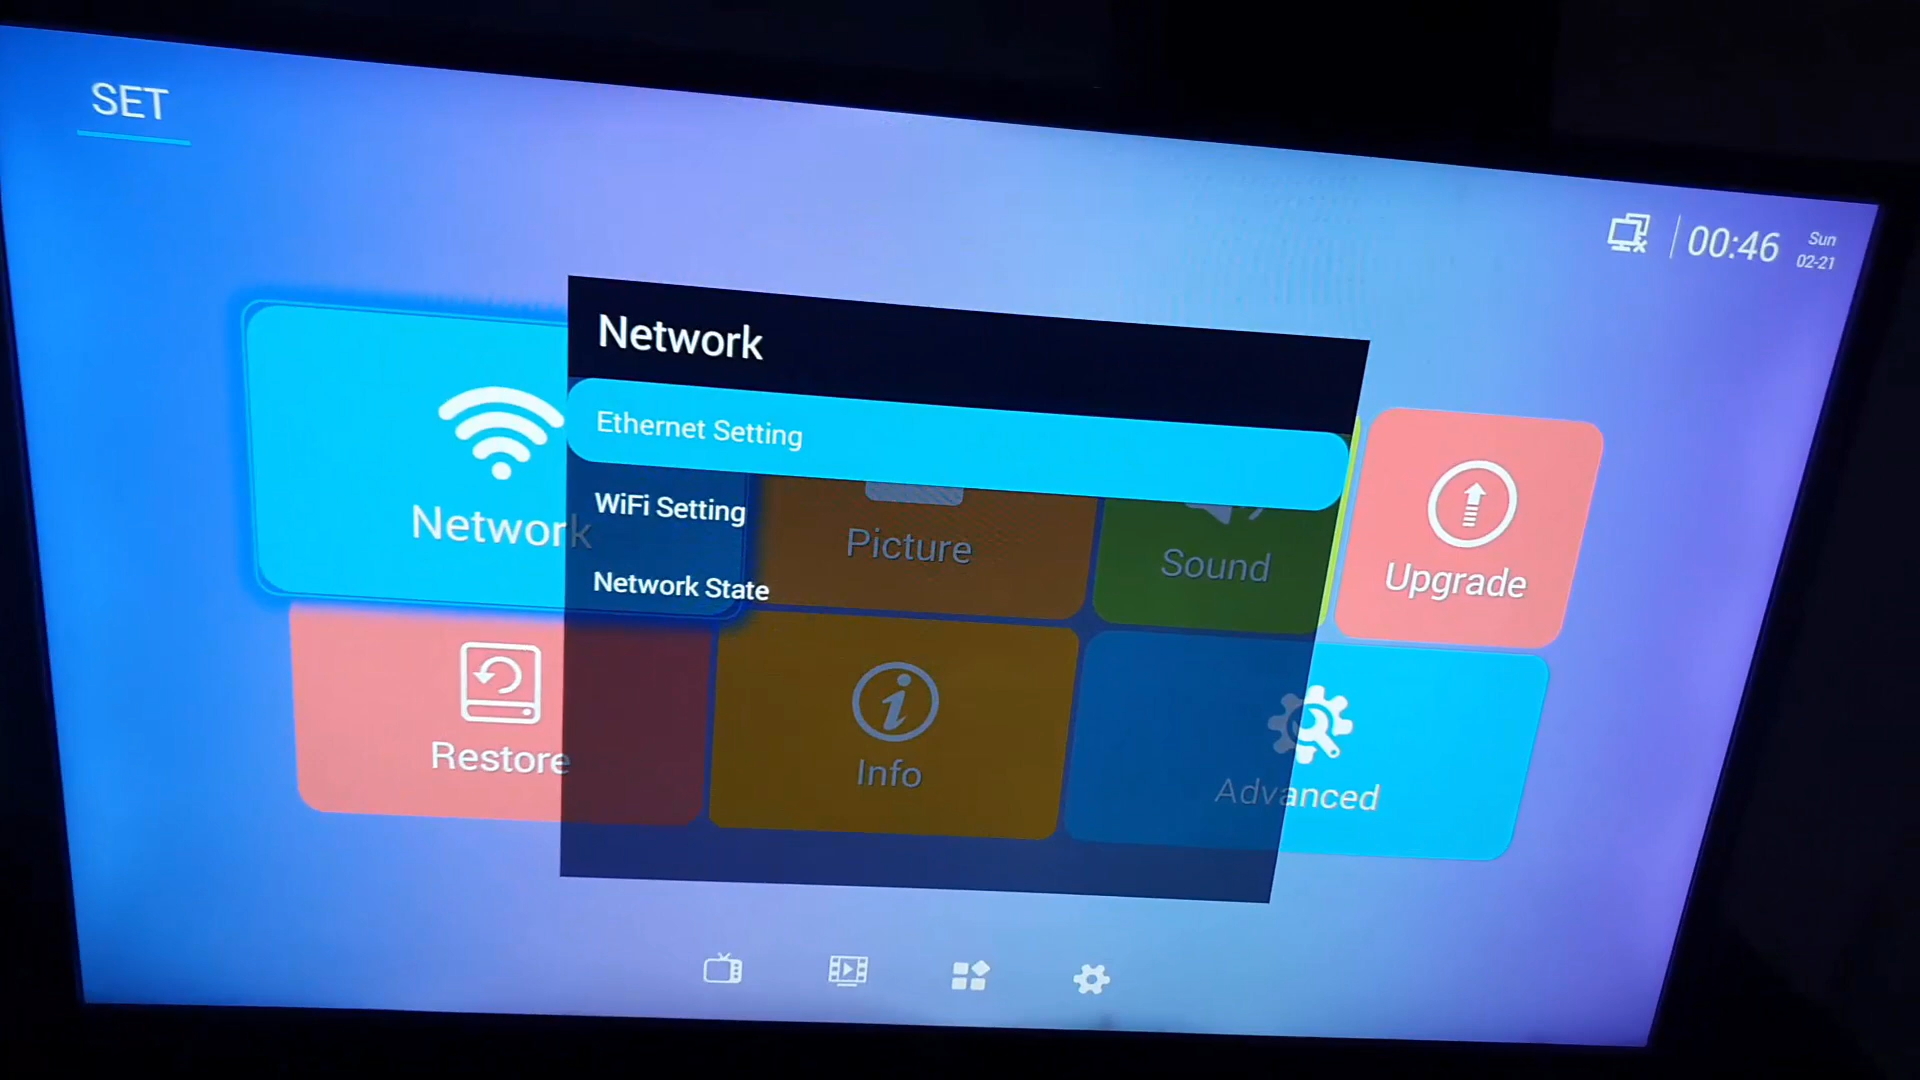 SET
00:46
Sun
02-21
Network
Ethernet Setting
WiFi Setting
Network State
Network
Picture
Sound
Upgrade
Restore
Info
Advanced